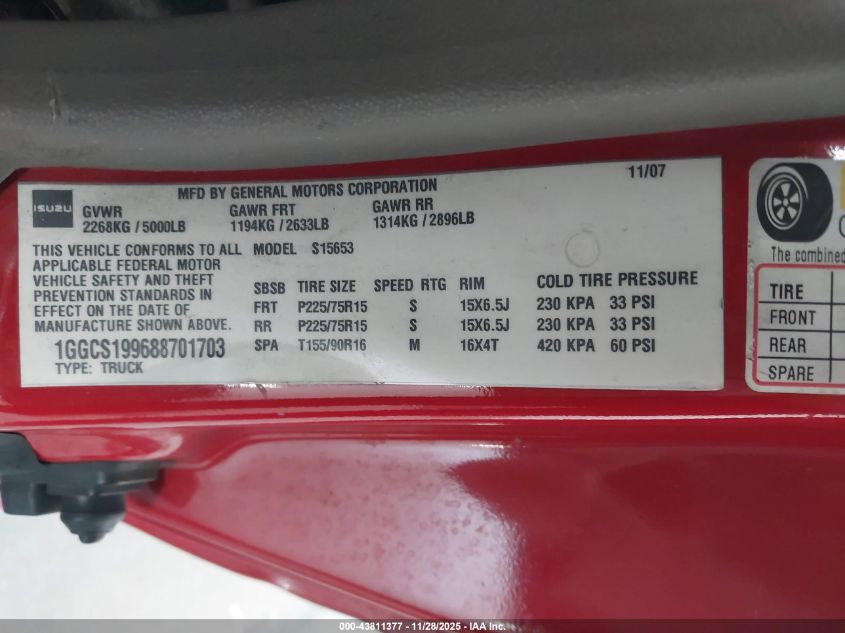 MFD BY GENERAL MOTORS CORPORATION 11/07
ISUZU
GVWR GAWR FRT GAWR RR
2268KG / 5000LB 1194KG / 2633LB 1314KG / 2896LB
THIS VEHICLE CONFORMS TO ALL
APPLICABLE FEDERAL MOTOR
VEHICLE SAFETY AND THEFT
PREVENTION STANDARDS IN
EFFECT ON THE DATE OF
MANUFACTURE SHOWN ABOVE.
1GGCS199688701703
TYPE: TRUCK
MODEL S15653
SBSB TIRE SIZE SPEED RTG RIM COLD TIRE PRESSURE
FRT P225/75R15 S 15X6.5J 230 KPA 33 PSI
RR P225/75R15 S 15X6.5J 230 KPA 33 PSI
SPA T155/90R16 M 16X4T 420 KPA 60 PSI
The combined
TIRE
FRONT
REAR
SPARE
000-43811377 - 11/28/2025 - IAA Inc.